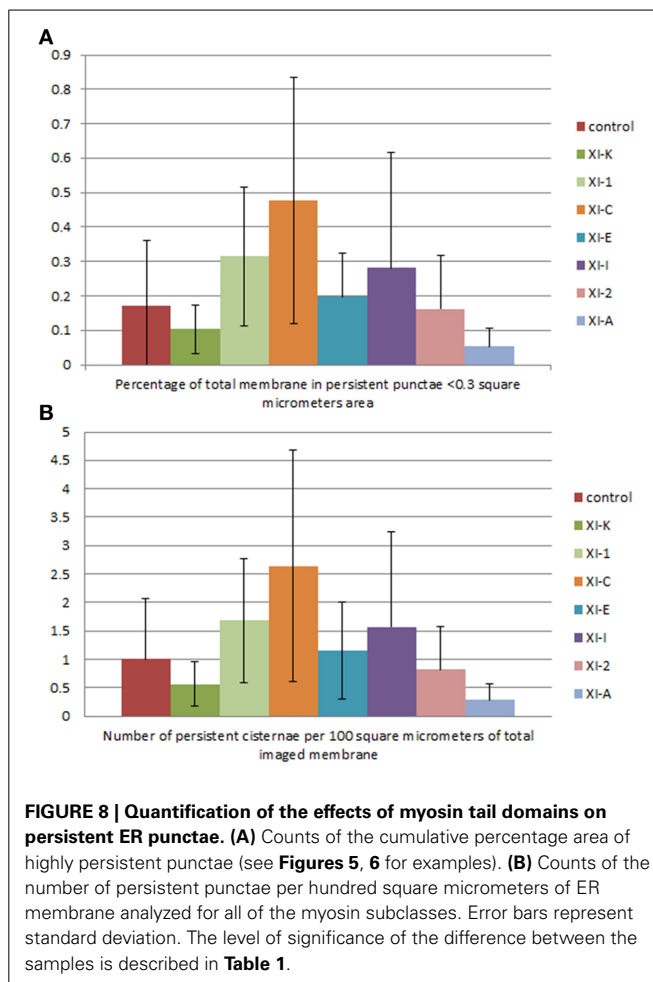 A
0.9
0.8
0.7
0.6
0.5
0.4
0.3
0.2
0.1
0
control
XI-K
XI-1
XI-C
XI-E
XI-I
XI-2
XI-A
Percentage of total membrane in persistent punctae <0.3 square
micrometers area
B
5
4.5
4
3.5
3
2.5
2
1.5
1
0.5
0
control
XI-K
XI-1
XI-C
XI-E
XI-I
XI-2
XI-A
Number of persistent cisternae per 100 square micrometers of total
imaged membrane
FIGURE 8 | Quantification of the effects of myosin tail domains on
persistent ER punctae. (A) Counts of the cumulative percentage area of
highly persistent punctae (see Figures 5, 6 for examples). (B) Counts of the
number of persistent punctae per hundred square micrometers of ER
membrane analyzed for all of the myosin subclasses. Error bars represent
standard deviation. The level of significance of the difference between the
samples is described in Table 1.